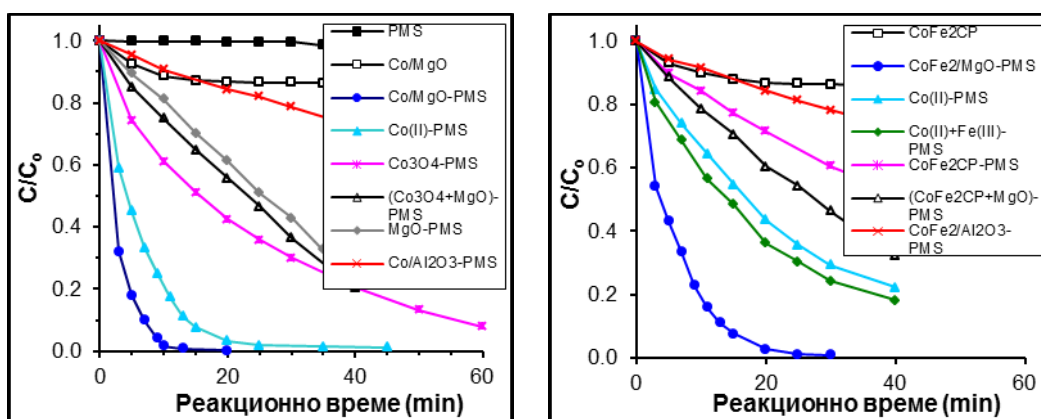 C/Co
1.0
0.8
0.6
0.4
0.2
0.0
0
20
40
60
Реакционно време (min)
PMS
Co/MgO
Co/MgO-PMS
Co(II)-PMS
Co3O4-PMS
(Co3O4+MgO)-
PMS
MgO-PMS
Co/Al2O3-PMS
C/Co
1.0
0.8
0.6
0.4
0.2
0.0
0
20
40
60
Реакционно време (min)
CoFe2CP
CoFe2/MgO-PMS
Co(II)-PMS
Co(II)+Fe(III)-
PMS
CoFe2CP-PMS
(CoFe2CP+MgO)-
PMS
CoFe2/Al2O3-
PMS